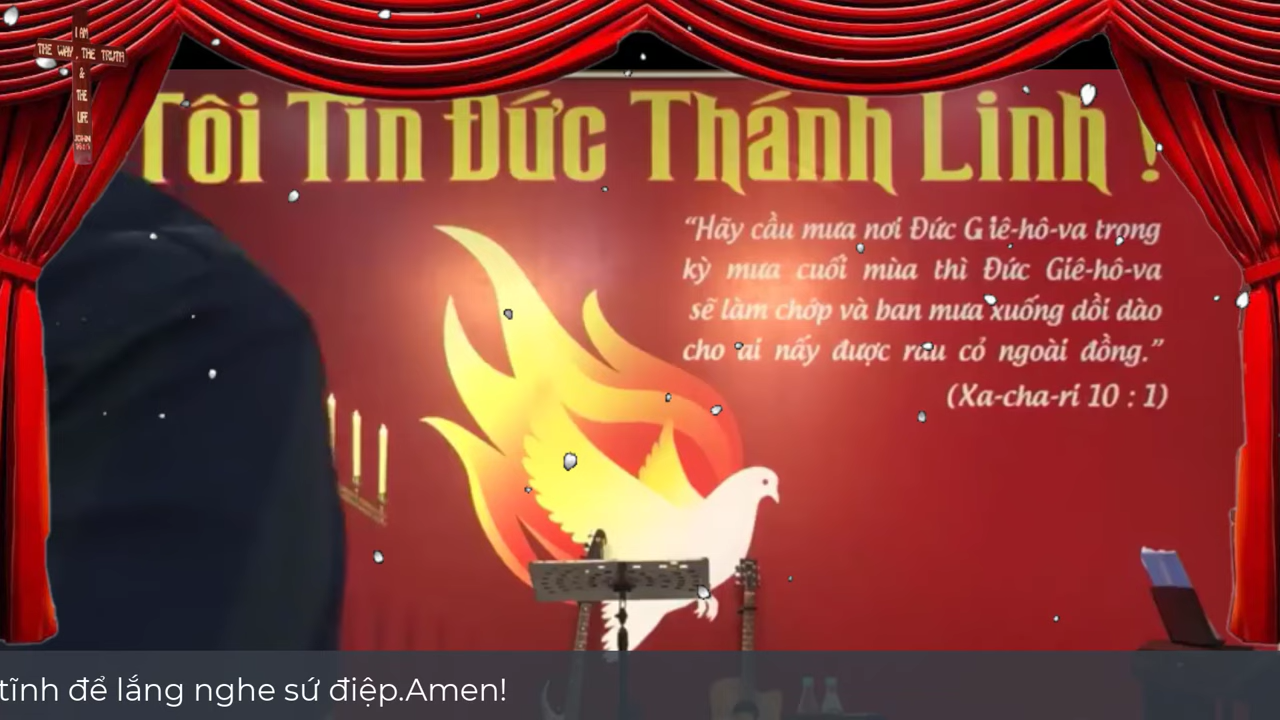 I AM
THE WAY, THE TRUTH
&
THE
LIFE
JOHN
Tôi Tin Đức Thánh Linh !
“Hãy cầu mưa nơi Đức Giê-hô-va trong
kỳ mưa cuối mùa thì Đức Giê-hô-va
sẽ làm chớp và ban mưa xuống dồi dào
cho ai nấy được rau cỏ ngoài đồng.”
(Xa-cha-ri 10 : 1)
tĩnh để lắng nghe sứ điệp.Amen!